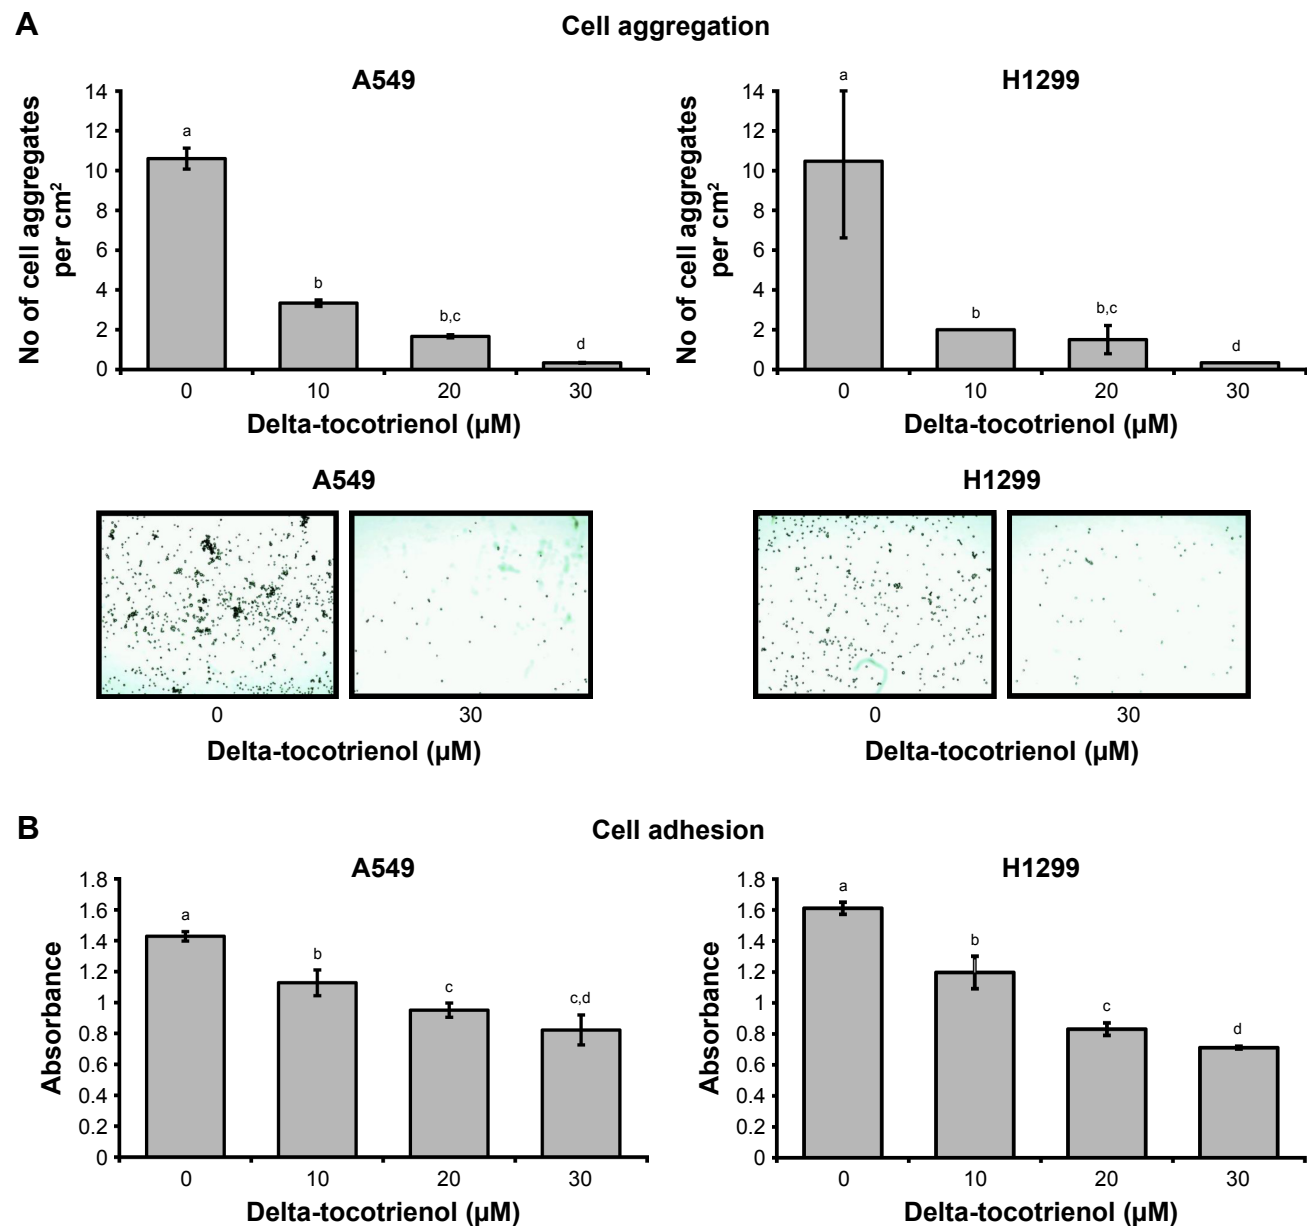 A
Cell aggregation
A549
No of cell aggregates
per cm²
14
12
10
8
6
4
2
0
a
b
b,c
d
0 10 20 30
Delta-tocotrienol (µM)
H1299
No of cell aggregates
per cm²
14
12
10
8
6
4
2
0
a
b
b,c
d
0 10 20 30
Delta-tocotrienol (µM)
A549
0 30
Delta-tocotrienol (µM)
H1299
0 30
Delta-tocotrienol (µM)
B
Cell adhesion
A549
Absorbance
1.8
1.6
1.4
1.2
1
0.8
0.6
0.4
0.2
0
a
b
c
c,d
0 10 20 30
Delta-tocotrienol (µM)
H1299
Absorbance
1.8
1.6
1.4
1.2
1
0.8
0.6
0.4
0.2
0
a
b
c
d
0 10 20 30
Delta-tocotrienol (µM)